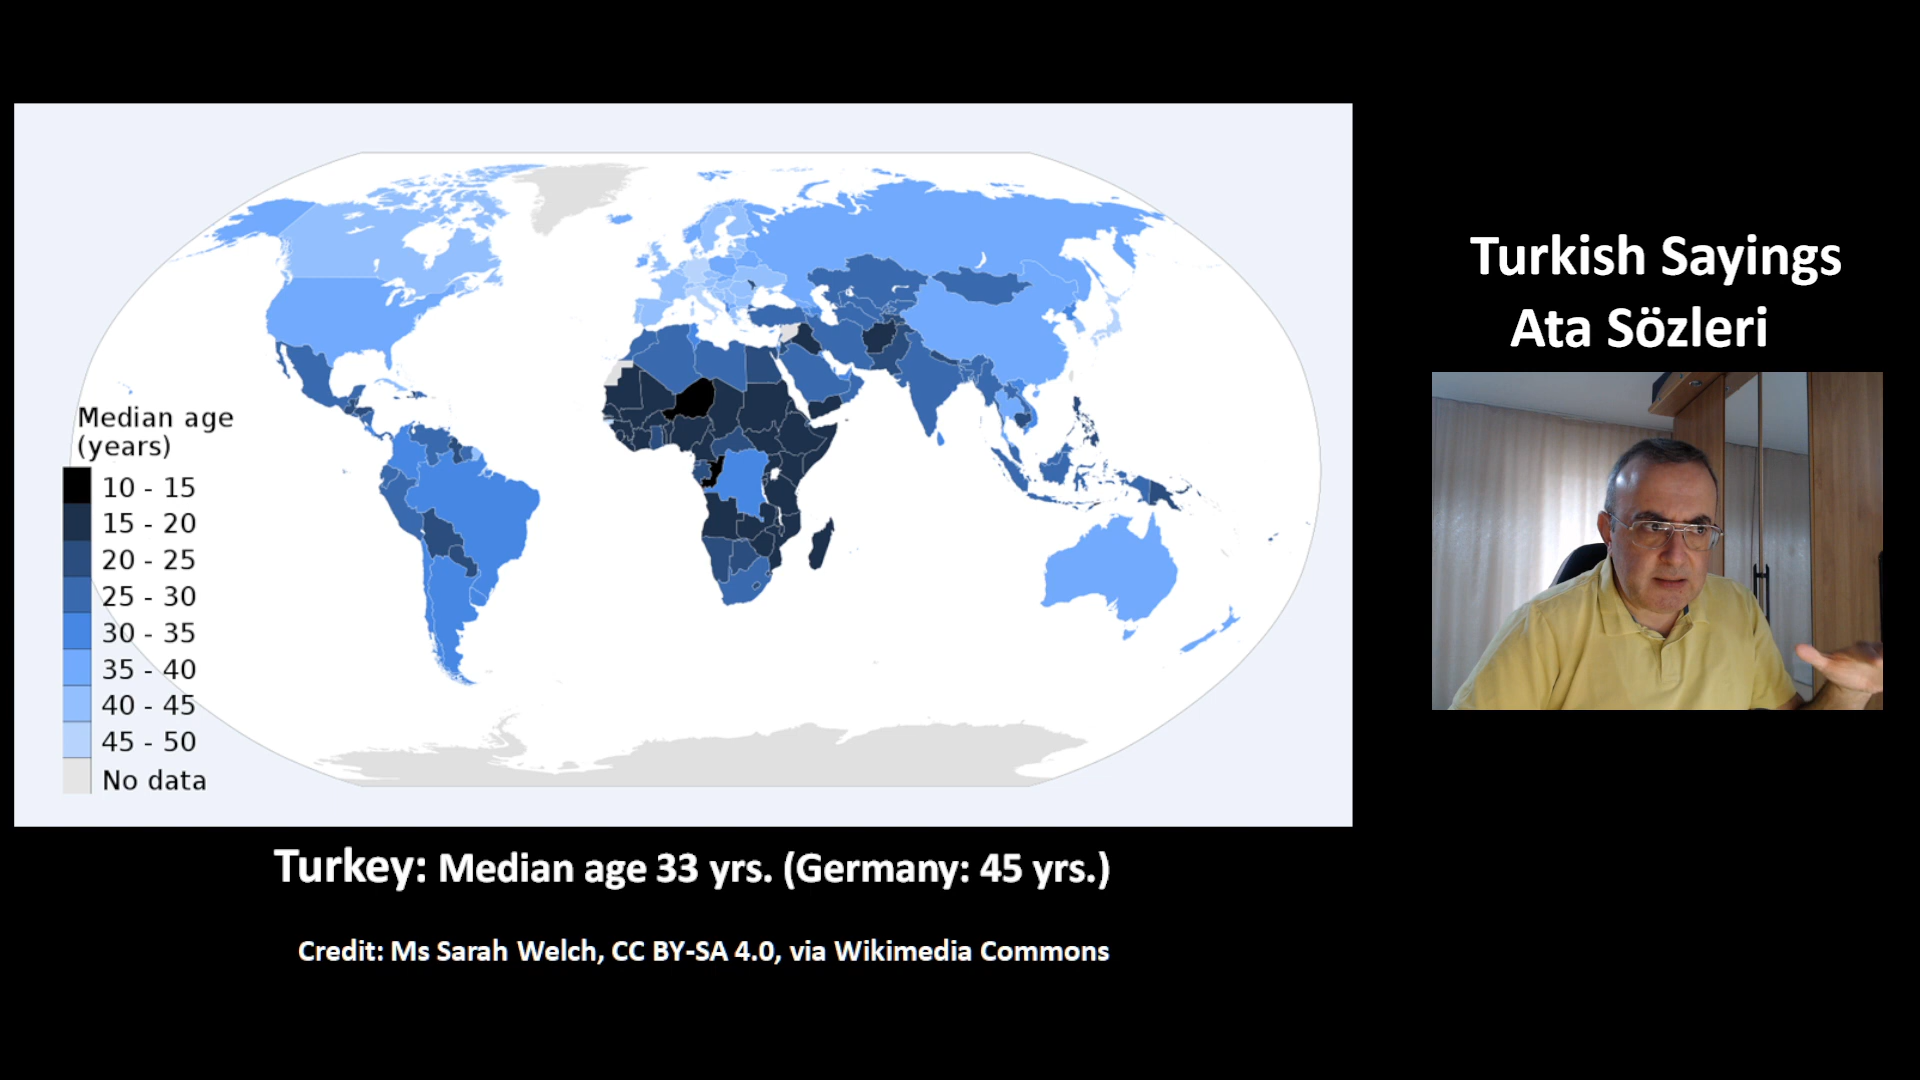 Turkish Sayings
Ata Sözleri
Median age
(years)
10 - 15
15 - 20
20 - 25
25 - 30
30 - 35
35 - 40
40 - 45
45 - 50
No data
Turkey: Median age 33 yrs. (Germany: 45 yrs.)
Credit: Ms Sarah Welch, CC BY-SA 4.0, via Wikimedia Commons